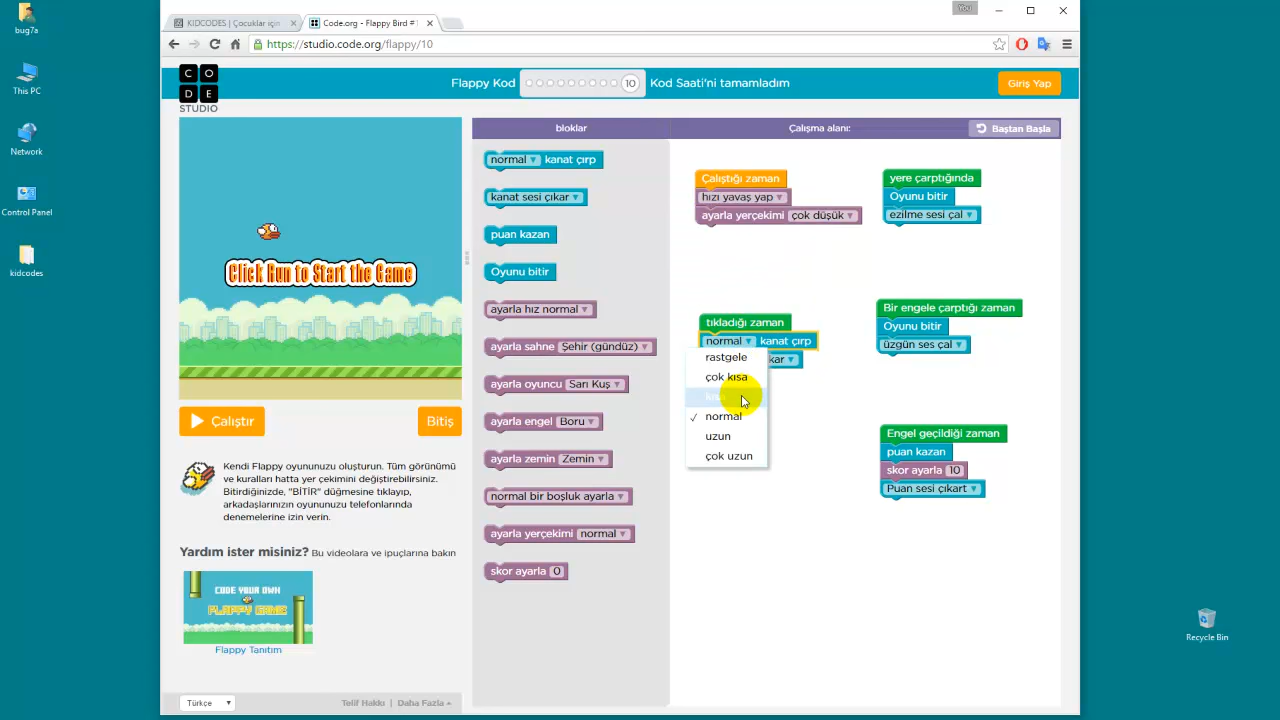 bug7a
This PC
Network
Control Panel
kidcodes
Recycle Bin
KIDCODES | Çocuklar için
Code.org - Flappy Bird #1
https://studio.code.org/flappy/10
C O
D E
STUDIO
Flappy Kod
10
Kod Saati'ni tamamladım
Giriş Yap
Click Run to Start the Game
Çalıştır
Bitiş
Kendi Flappy oyununuzu oluşturun. Tüm görünümü
ve kuralları hatta yer çekimini değiştirebilirsiniz.
Bitirdiğinizde, "BİTİR" düğmesine tıklayıp,
arkadaşlarınızın oyununuzu telefonlarında
denemelerine izin verin.
Yardım ister misiniz? Bu videolara ve ipuçlarına bakın
CODE YOUR OWN
FLAPPY GAME
Flappy Tanıtım
Türkçe
Telif Hakkı | Daha Fazla
bloklar
normal kanat çırp
kanat sesi çıkar
puan kazan
Oyunu bitir
ayarla hız normal
ayarla sahne Şehir (gündüz)
ayarla oyuncu Sarı Kuş
ayarla engel Boru
ayarla zemin Zemin
normal bir boşluk ayarla
ayarla yerçekimi normal
skor ayarla 0
Çalışma alanı:
Baştan Başla
Çalıştığı zaman
hızı yavaş yap
ayarla yerçekimi çok düşük
yere çarptığında
Oyunu bitir
ezilme sesi çal
tıkladığı zaman
normal kanat çırp
kar
rastgele
çok kısa
normal
uzun
çok uzun
Bir engele çarptığı zaman
Oyunu bitir
üzgün ses çal
Engel geçildiği zaman
puan kazan
skor ayarla 10
Puan sesi çıkart